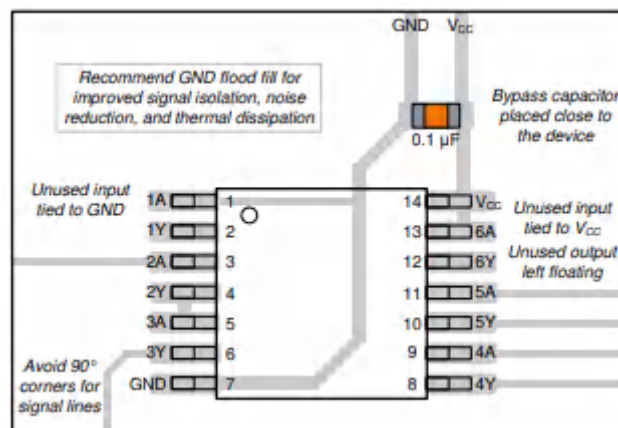 GND VCC
Recommend GND flood fill for
improved signal isolation, noise
reduction, and thermal dissipation
Bypass capacitor
placed close to
the device
0.1 µF
Unused input
tied to GND
1A 1 14 VCC
1Y 2 13 6A
2A 3 12 6Y
2Y 4 11 5A
3A 5 10 5Y
3Y 6 9 4A
GND 7 8 4Y
Unused input
tied to VCC
Unused output
left floating
Avoid 90°
corners for
signal lines